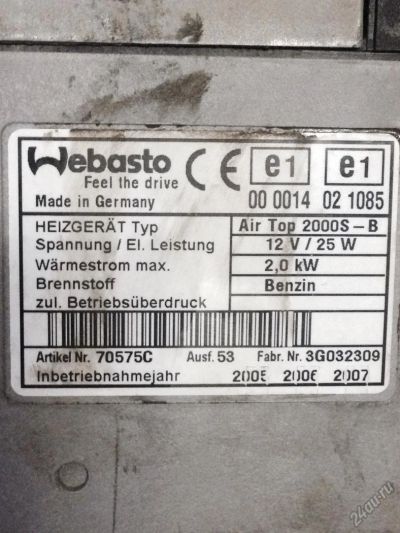 Webasto CE e1 e1
Feel the drive
Made in Germany 00 0014 02 1085
HEIZGERÄT Typ Air Top 2000S-B
Spannung / El. Leistung 12 V / 25 W
Wärmestrom max. 2,0 kW
Brennstoff Benzin
zul. Betriebsüberdruck
Artikel Nr. 70575C Ausf. 53 Fabr. Nr. 3G032309
Inbetriebnahmejahr 2005 2006 2007
24au.ru